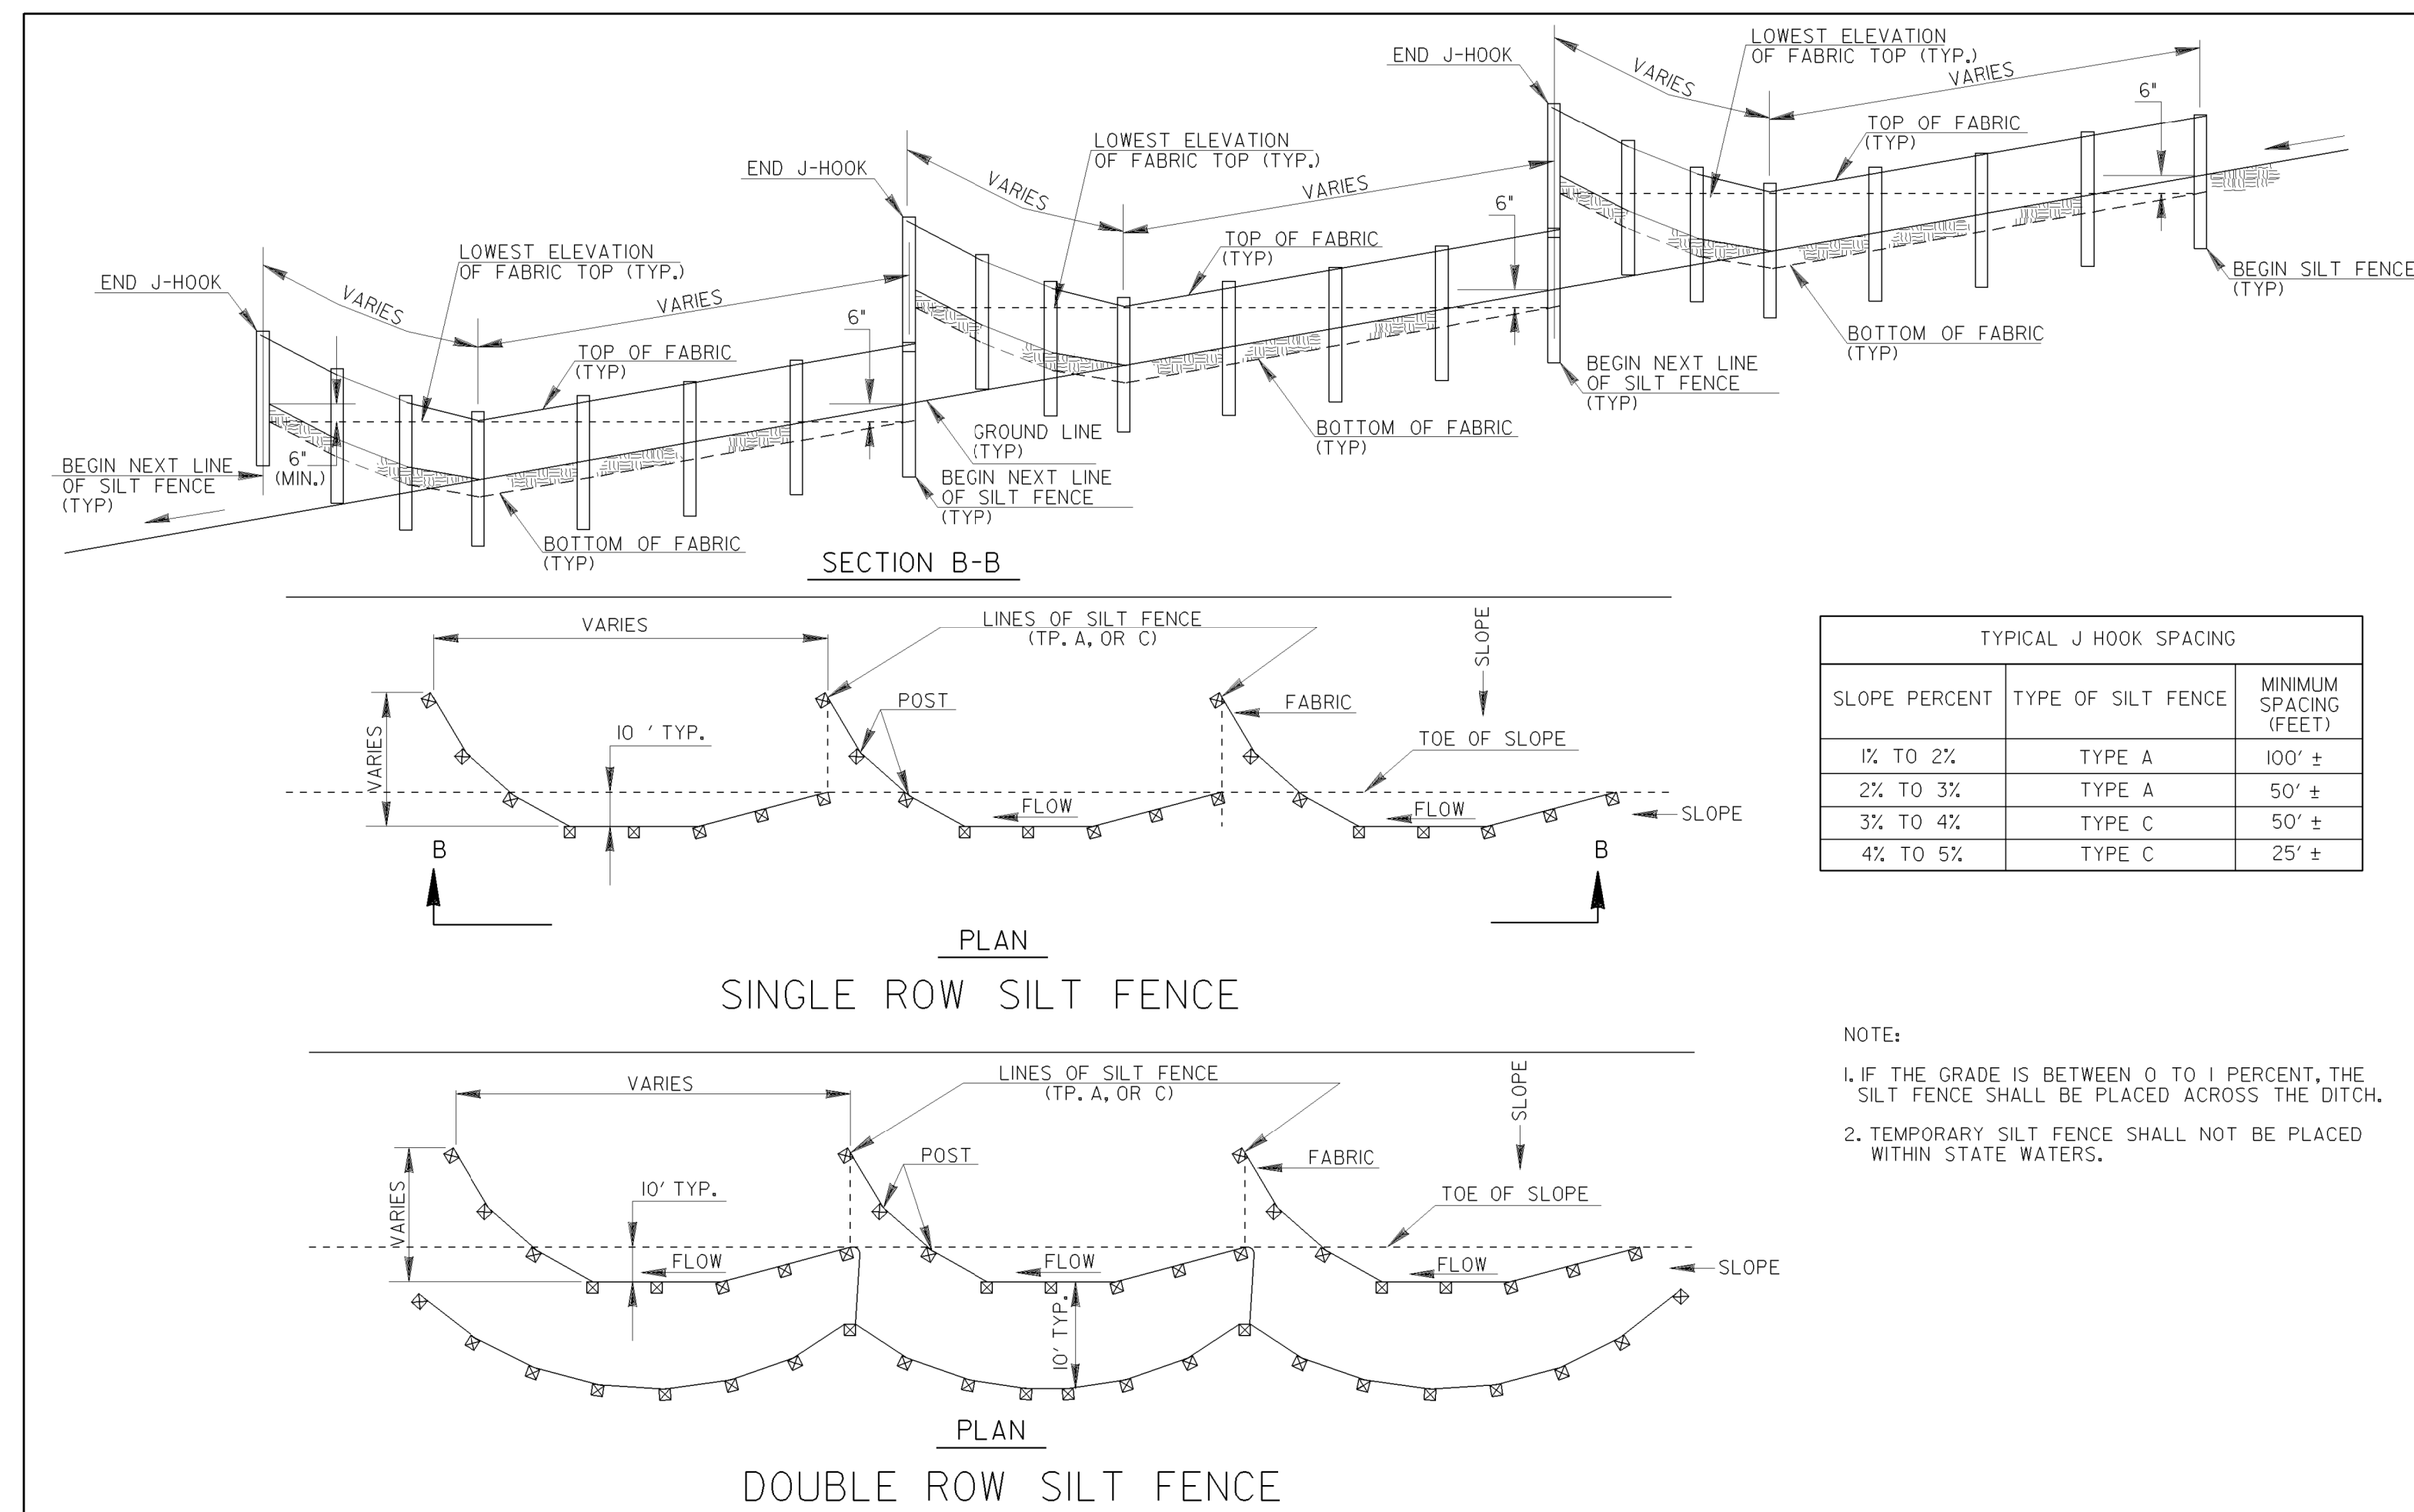 END J-HOOK
VARIES
LOWEST ELEVATION
OF FABRIC TOP (TYP.)
VARIES
6"
TOP OF FABRIC
(TYP)
BEGIN SILT FENCE
(TYP)
BOTTOM OF FABRIC
(TYP)
BEGIN NEXT LINE
OF SILT FENCE
(TYP)
END J-HOOK
VARIES
LOWEST ELEVATION
OF FABRIC TOP (TYP.)
VARIES
6"
TOP OF FABRIC
(TYP)
BOTTOM OF FABRIC
(TYP)
GROUND LINE
(TYP)
BEGIN NEXT LINE
OF SILT FENCE
(TYP)
END J-HOOK
VARIES
LOWEST ELEVATION
OF FABRIC TOP (TYP.)
VARIES
6"
TOP OF FABRIC
(TYP)
6"
(MIN.)
BEGIN NEXT LINE
OF SILT FENCE
(TYP)
BOTTOM OF FABRIC
(TYP)
SECTION B-B
VARIES
LINES OF SILT FENCE
(TP. A, OR C)
SLOPE
POST
FABRIC
VARIES
10 ' TYP.
TOE OF SLOPE
FLOW
FLOW
SLOPE
B
B
PLAN
SINGLE ROW SILT FENCE
TYPICAL J HOOK SPACING
SLOPE PERCENT TYPE OF SILT FENCE MINIMUM
SPACING
(FEET)
1% TO 2% TYPE A 100' ±
2% TO 3% TYPE A 50' ±
3% TO 4% TYPE C 50' ±
4% TO 5% TYPE C 25' ±
VARIES
LINES OF SILT FENCE
(TP. A, OR C)
SLOPE
POST
FABRIC
VARIES
10' TYP.
TOE OF SLOPE
FLOW
FLOW
FLOW
SLOPE
10' TYP.
PLAN
DOUBLE ROW SILT FENCE
NOTE:
1. IF THE GRADE IS BETWEEN 0 TO 1 PERCENT, THE
SILT FENCE SHALL BE PLACED ACROSS THE DITCH.
2. TEMPORARY SILT FENCE SHALL NOT BE PLACED
WITHIN STATE WATERS.